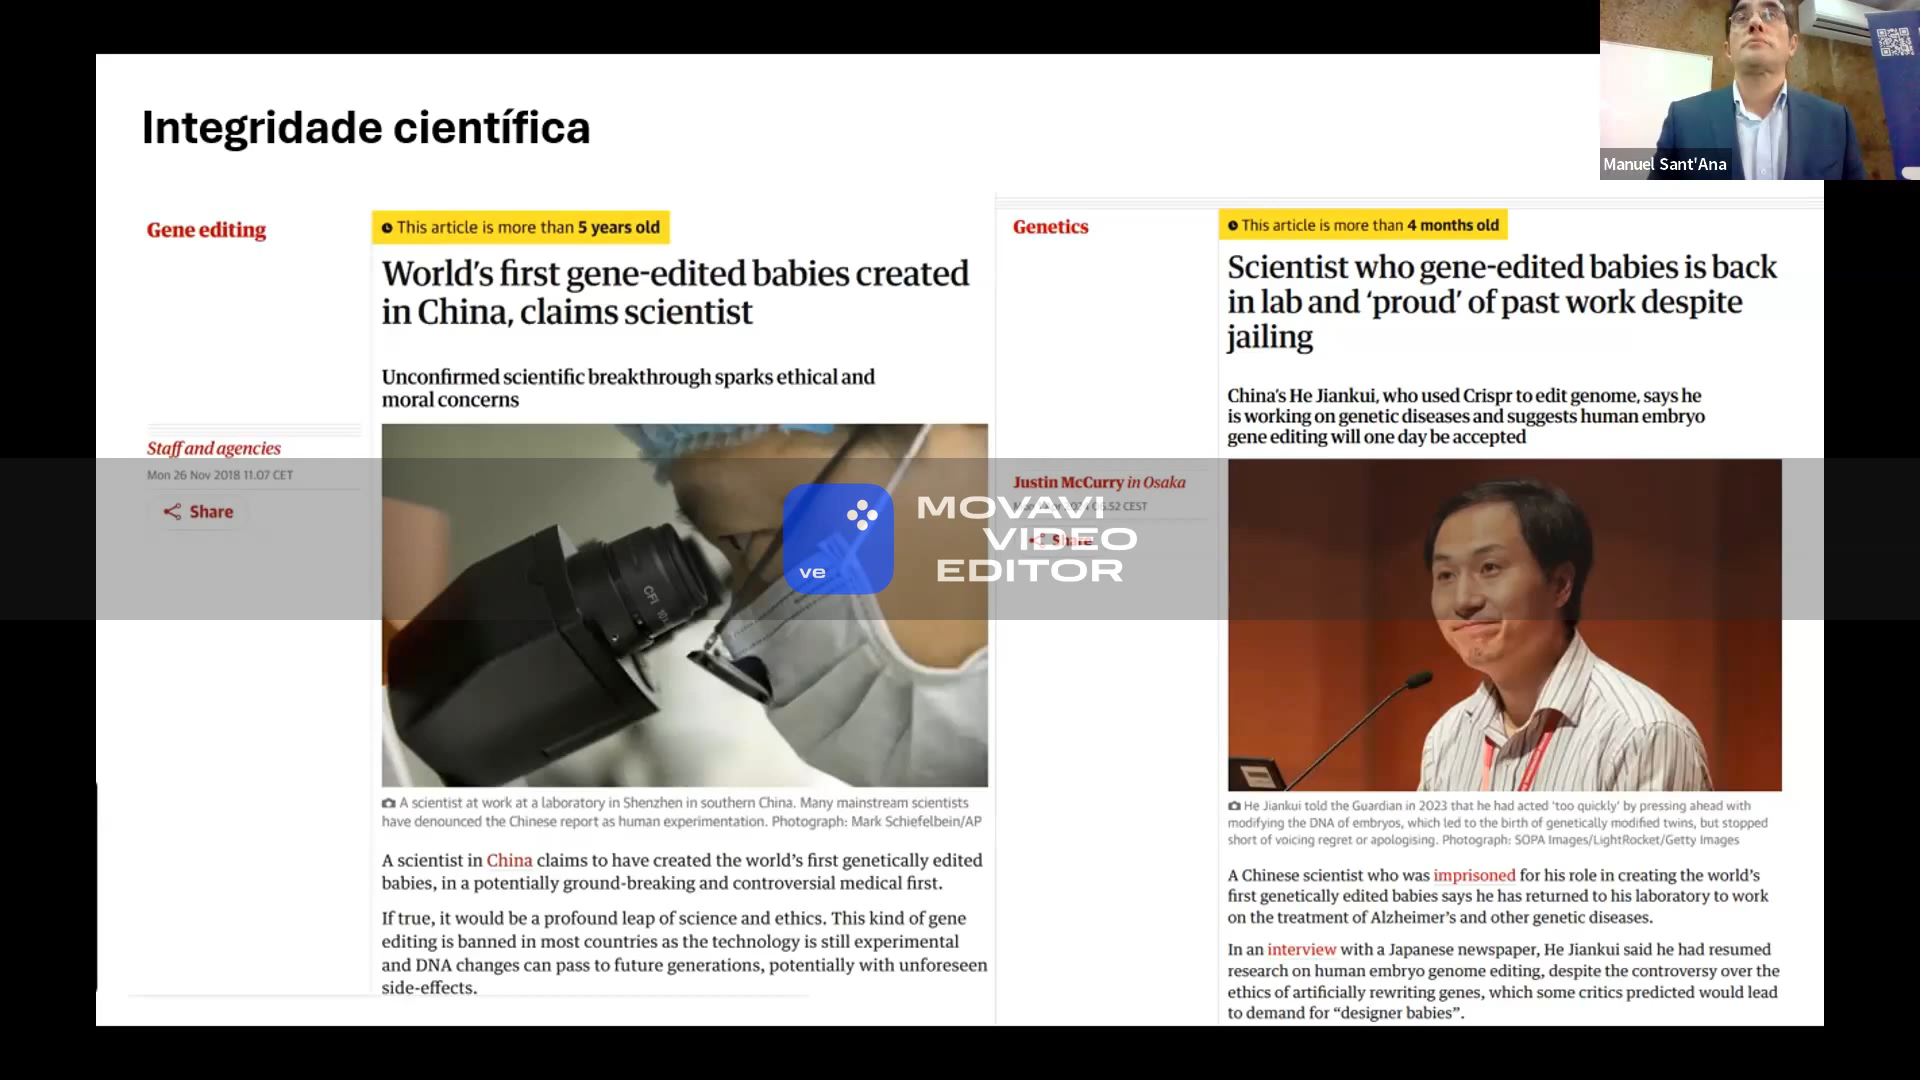 Integridade científica
Manuel Sant'Ana
Gene editing
This article is more than 5 years old
World's first gene-edited babies created
in China, claims scientist
Unconfirmed scientific breakthrough sparks ethical and
moral concerns
Staff and agencies
Mon 26 Nov 2018 11.07 CET
Share
CFI 10x
A scientist at work at a laboratory in Shenzhen in southern China. Many mainstream scientists
have denounced the Chinese report as human experimentation. Photograph: Mark Schiefelbein/AP
A scientist in China claims to have created the world's first genetically edited
babies, in a potentially ground-breaking and controversial medical first.
If true, it would be a profound leap of science and ethics. This kind of gene
editing is banned in most countries as the technology is still experimental
and DNA changes can pass to future generations, potentially with unforeseen
side-effects.
Genetics
This article is more than 4 months old
Scientist who gene-edited babies is back
in lab and ‘proud’ of past work despite
jailing
China's He Jiankui, who used Crispr to edit genome, says he
is working on genetic diseases and suggests human embryo
gene editing will one day be accepted
Justin McCurry in Osaka
.52 CEST
Share
He Jiankui told the Guardian in 2023 that he had acted ‘too quickly’ by pressing ahead with
modifying the DNA of embryos, which led to the birth of genetically modified twins, but stopped
short of voicing regret or apologising. Photograph: SOPA Images/LightRocket/Getty Images
A Chinese scientist who was imprisoned for his role in creating the world's
first genetically edited babies says he has returned to his laboratory to work
on the treatment of Alzheimer's and other genetic diseases.
In an interview with a Japanese newspaper, He Jiankui said he had resumed
research on human embryo genome editing, despite the controversy over the
ethics of artificially rewriting genes, which some critics predicted would lead
to demand for “designer babies”.
ve
MOVAVI
VIDEO
EDITOR